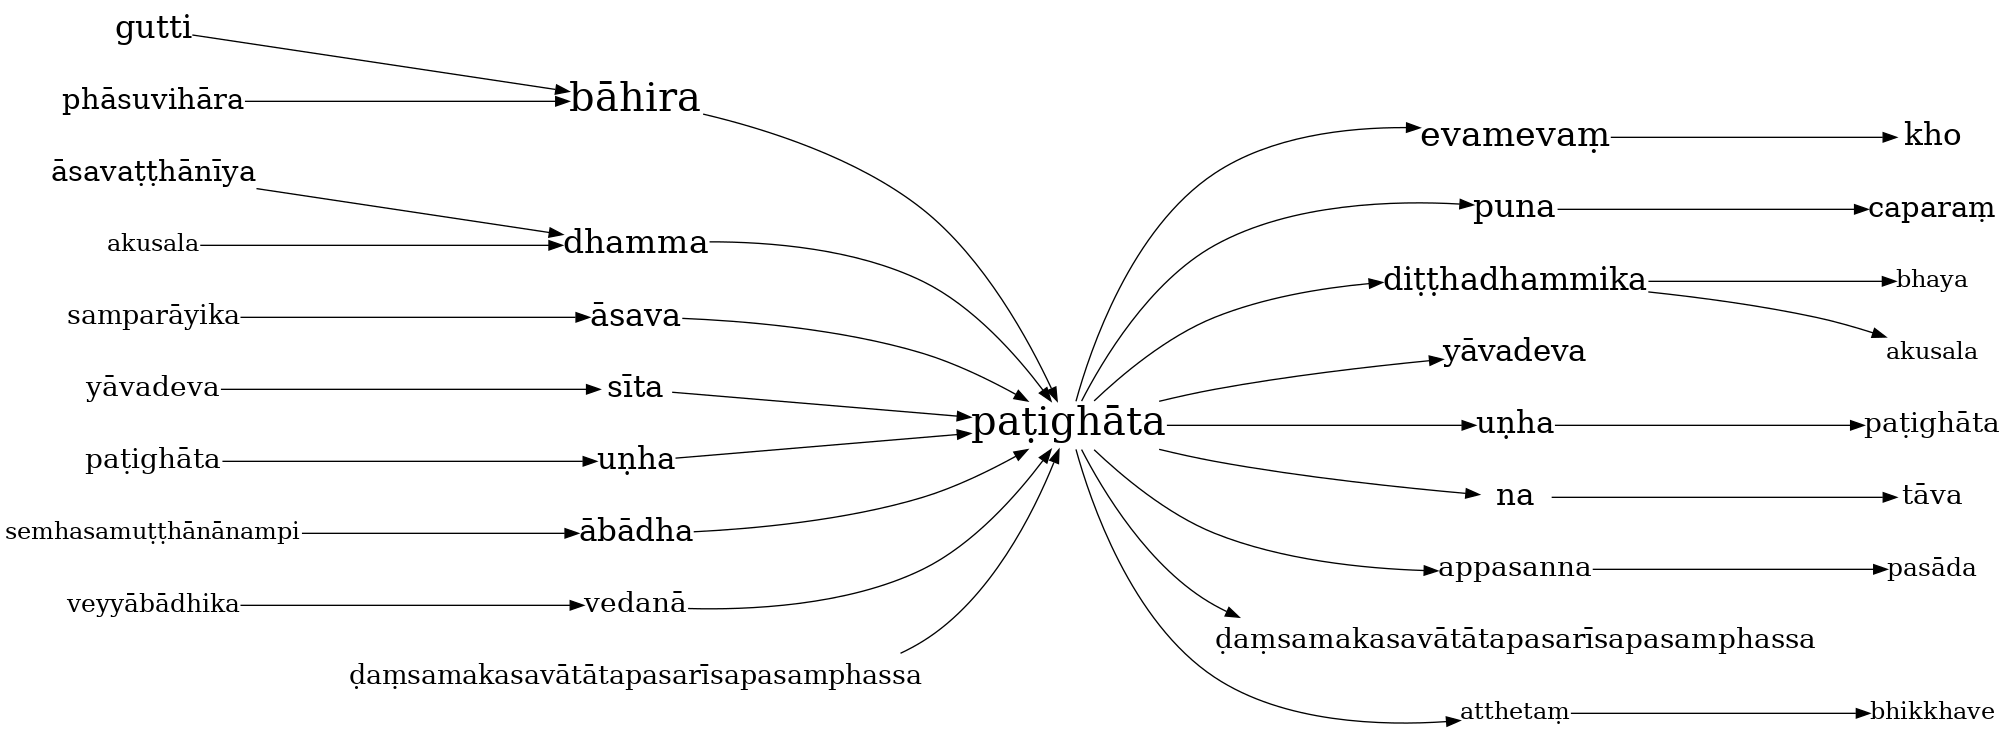 gutti
phāsuvihāra
āsavaṭṭhānīya
akusala
samparāyika
yāvadeva
paṭighāta
semhasamuṭṭhānānampi
veyyābādhika
bāhira
dhamma
āsava
sīta
uṇha
ābādha
vedanā
ḍaṃsamakasavātātapasarīsapasamphassa
paṭighāta
evamevaṃ
puna
diṭṭhadhammika
yāvadeva
uṇha
na
appasanna
ḍaṃsamakasavātātapasarīsapasamphassa
atthetaṃ
kho
caparaṃ
bhaya
akusala
paṭighāta
tāva
pasāda
bhikkhave